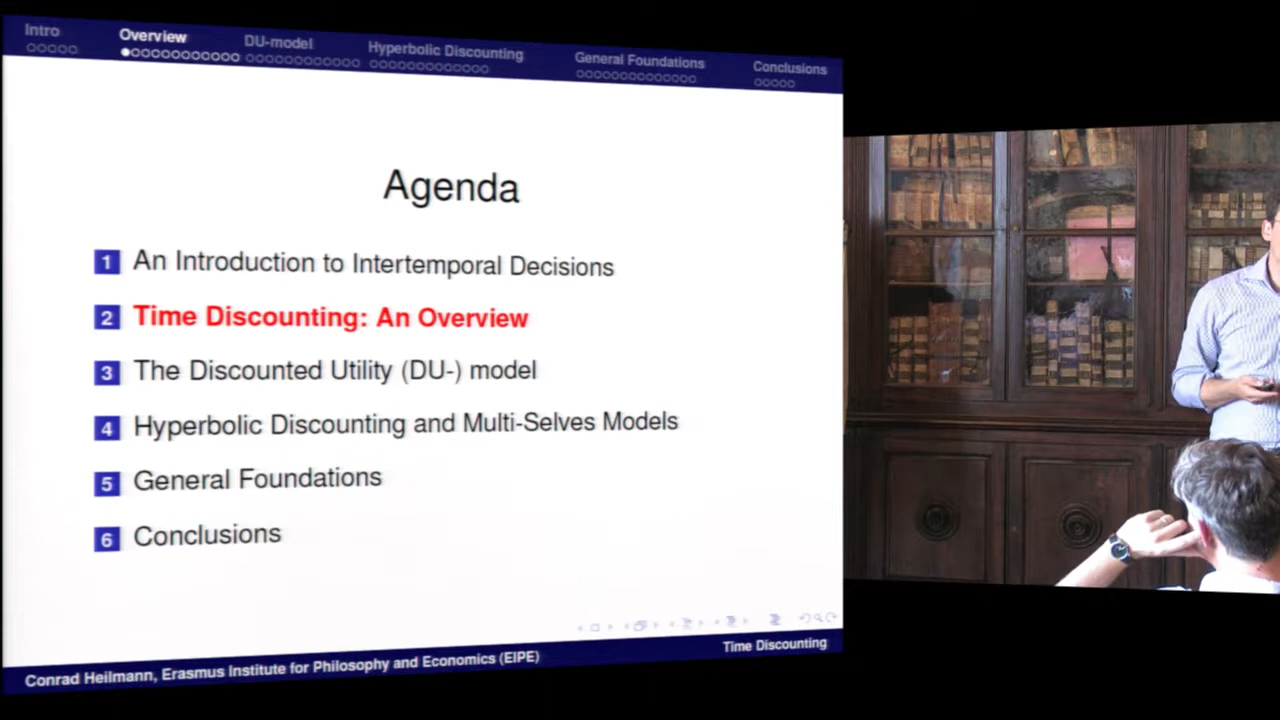 Intro
Overview
DU-model
Hyperbolic Discounting
General Foundations
Conclusions
Agenda
1 An Introduction to Intertemporal Decisions
2 Time Discounting: An Overview
3 The Discounted Utility (DU-) model
4 Hyperbolic Discounting and Multi-Selves Models
5 General Foundations
6 Conclusions
Conrad Heilmann, Erasmus Institute for Philosophy and Economics (EIPE)
Time Discounting